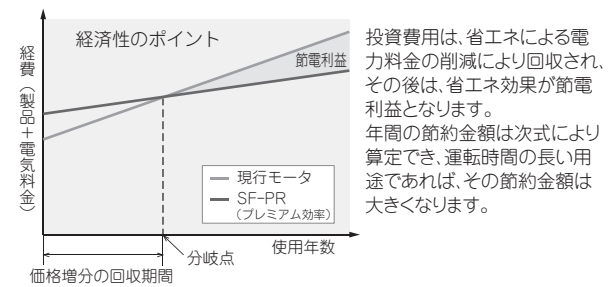 経済性のポイント
経費（製品＋電気料金）
節電利益
現行モータ
SF-PR
（プレミアム効率）
使用年数
分岐点
価格増分の回収期間
投資費用は、省エネによる電
力料金の削減により回収され、
その後は、省エネ効果が節電
利益となります。
年間の節約金額は次式により
算定でき、運転時間の長い用
途であれば、その節約金額は
大きくなります。